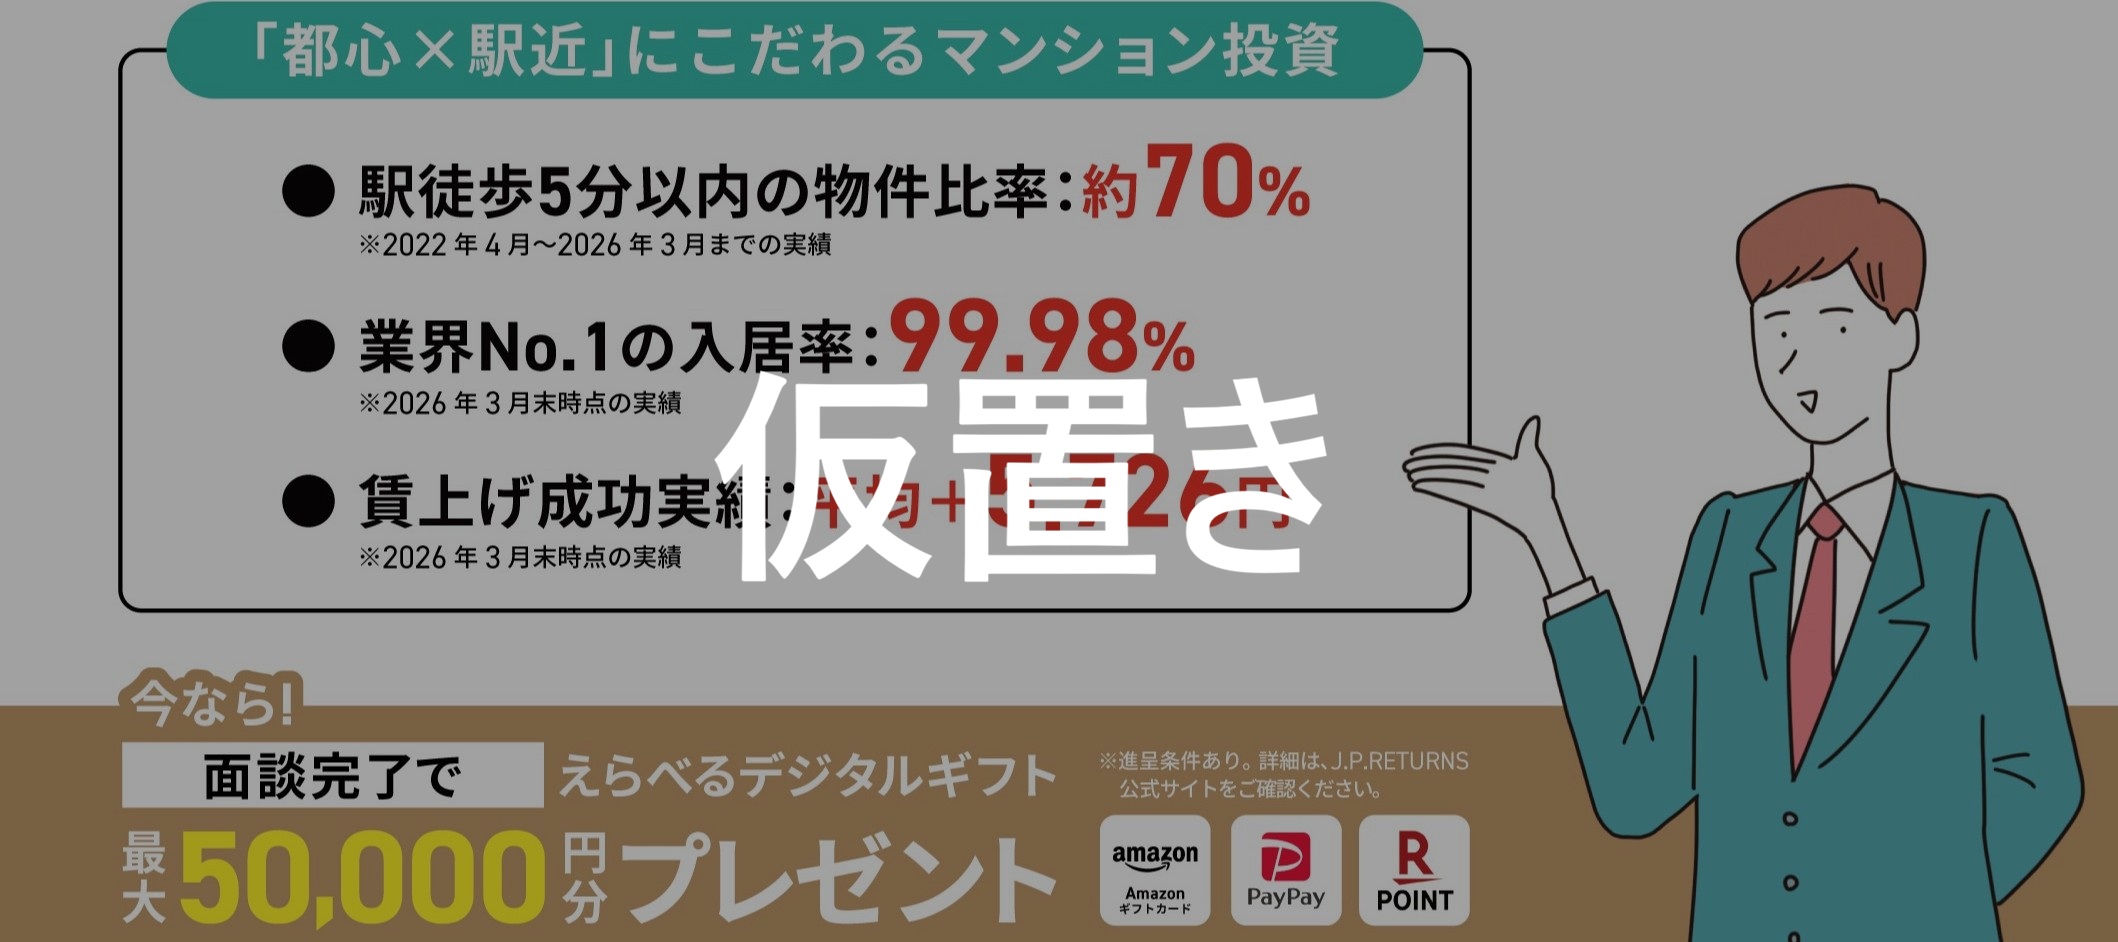 「都心×駅近」にこだわるマンション投資
●駅徒歩5分以内の物件比率：約70%
※2022年4月～2026年3月までの実績
●業界No.1の入居率：99.98%
※2026年3月末時点の実績
仮置き
●賃上げ成功実績：平均＋5,726円
※2026年3月末時点の実績
今なら!
面談完了で えらべるデジタルギフト
最大50,000円分プレゼント
※進呈条件あり。詳細は、J.P.RETURNS
公式サイトをご確認ください。
amazon
Amazon
ギフトカード
PayPay
R
POINT